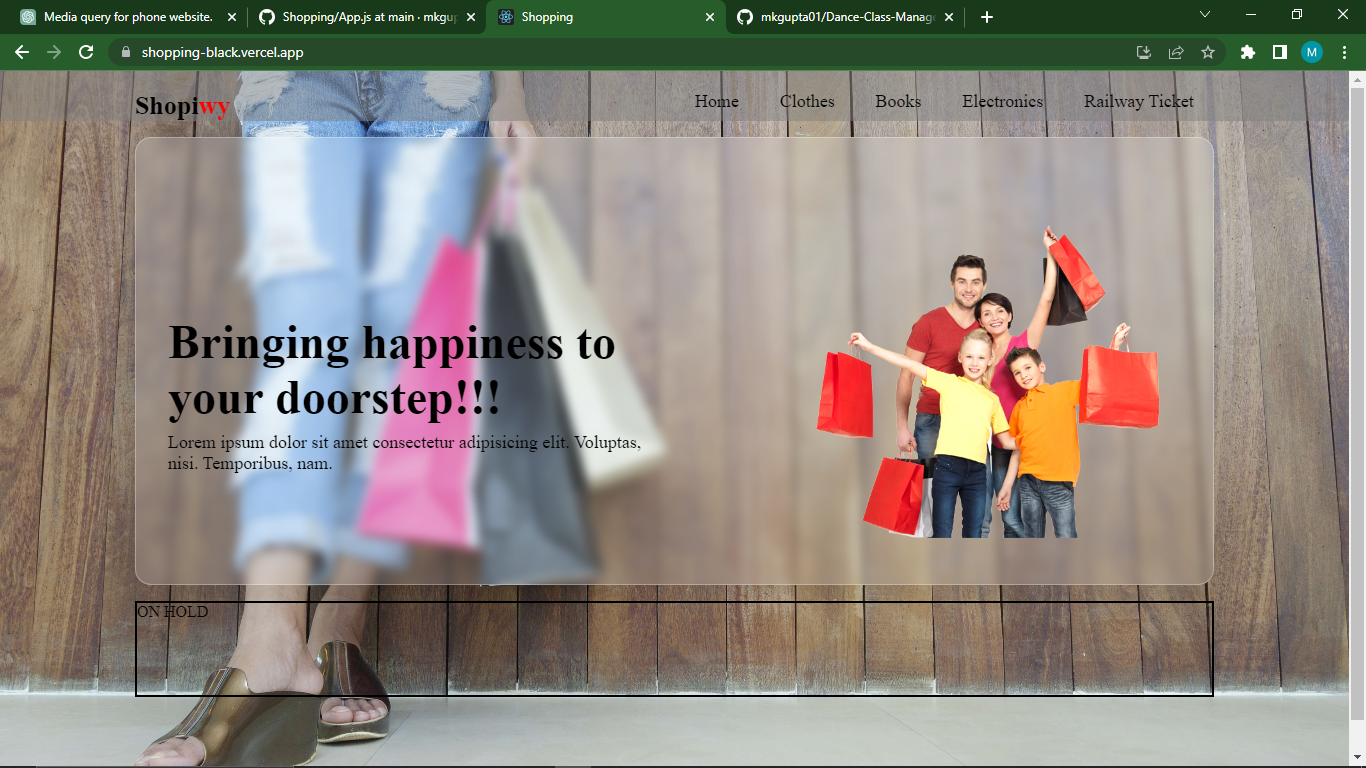 Media query for phone website.
Shopping/App.js at main · mkgup
Shopping
mkgupta01/Dance-Class-Manage
shopping-black.vercel.app
M
Shopiwy
Home
Clothes
Books
Electronics
Railway Ticket
Bringing happiness to
your doorstep!!!
Lorem ipsum dolor sit amet consectetur adipisicing elit. Voluptas,
nisi. Temporibus, nam.
ON HOLD